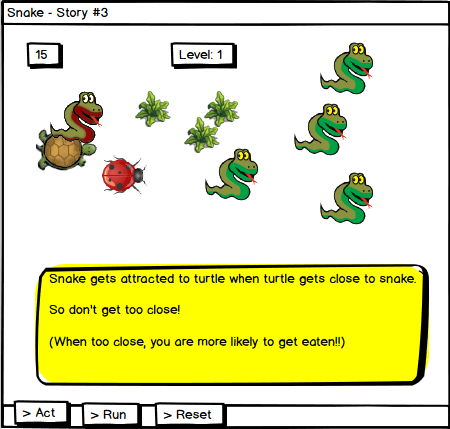 Snake - Story #3
15
Level: 1
Snake gets attracted to turtle when turtle gets close to snake.
So don't get too close!
(When too close, you are more likely to get eaten!!)
> Act
> Run
> Reset